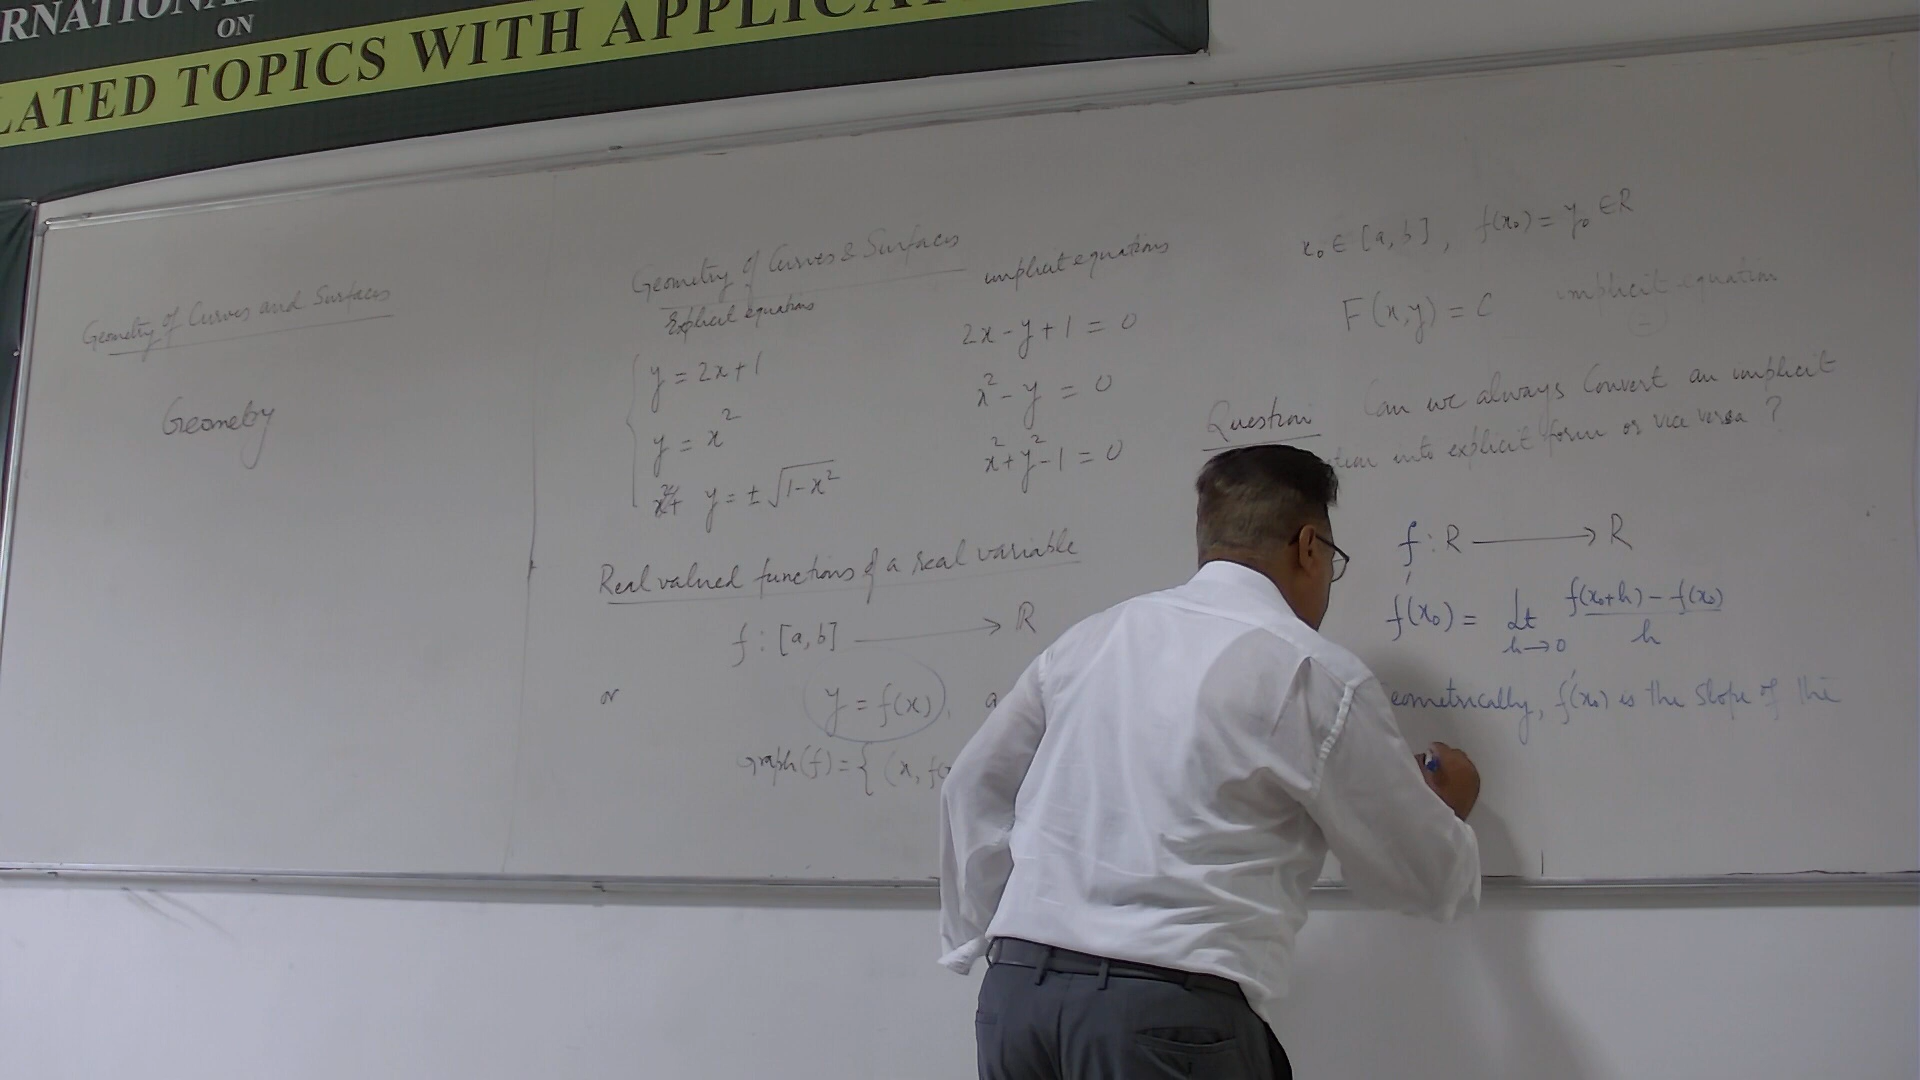 ON
LATED TOPICS WITH
Geometry of Curves and Surfaces
Geometry
Geometry of Curves & Surfaces
Explicit equations
implicit equations
y = 2x+1
2x - y + 1 = 0
y = x²
x² - y = 0
y = ± √1-x²
x² + y² - 1 = 0
Real valued functions of a real variable
f : [a, b] ⟶ R
or y = f(x),
graph(f) = { (x, f(
x₀ ∈ [a, b], f(x₀) = y₀ ∈ R
F(x, y) = C implicit equation
Question Can we always Convert an implicit
into explicit form or vice versa ?
f : R ⟶ R
f'(x₀) = Lt h→0 f(x₀+h) - f(x₀) / h
eometrically, f'(x₀) is the slope of the